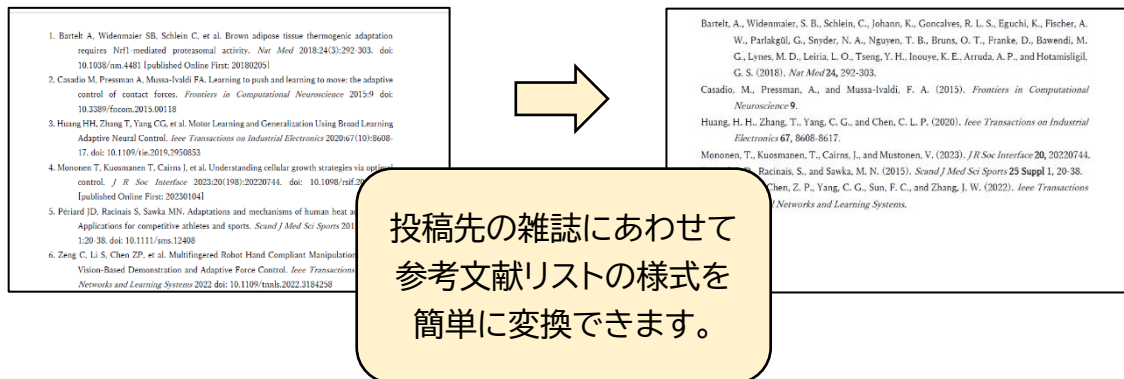 1. Bartelt A, Widenmaier SB, Schlein C, et al. Brown adipose tissue thermogenic adaptation
requires Nrf1-mediated proteasomal activity. Nat Med 2018;24(3):292-303. doi:
10.1038/nm.4481 [published Online First: 20180205]
2. Casadio M, Pressman A, Mussa-Ivaldi FA. Learning to push and learning to move: the adaptive
control of contact forces. Frontiers in Computational Neuroscience 2015;9 doi:
10.3389/fncom.2015.00118
3. Huang HH, Zhang T, Yang CG, et al. Motor Learning and Generalization Using Broad Learning
Adaptive Neural Control. Ieee Transactions on Industrial Electronics 2020;67(10):8608-
17. doi: 10.1109/tie.2019.2950853
4. Mononen T, Kuosmanen T, Cairns J, et al. Understanding cellular growth strategies via optimal
control. J R Soc Interface 2023;20(198):20220744. doi: 10.1098/rsif.20
[published Online First: 20230104]
5. Périard JD, Racinais S, Sawka MN. Adaptations and mechanisms of human heat
Applications for competitive athletes and sports. Scand J Med Sci Sports 201
1:20-38. doi: 10.1111/sms.12408
6. Zeng C, Li S, Chen ZP, et al. Multifingered Robot Hand Compliant Manipulation
Vision-Based Demonstration and Adaptive Force Control. Ieee Transactions
Networks and Learning Systems 2022 doi: 10.1109/tnnls.2022.3184258
Bartelt, A., Widenmaier, S. B., Schlein, C., Johann, K., Goncalves, R. L. S., Eguchi, K., Fischer, A.
W., Parlakgül, G., Snyder, N. A., Nguyen, T. B., Bruns, O. T., Franke, D., Bawendi, M.
G., Lynes, M. D., Leiria, L. O., Tseng, Y. H., Inouye, K. E., Arruda, A. P., and Hotamisligil,
G. S. (2018). Nat Med 24, 292-303.
Casadio, M., Pressman, A., and Mussa-Ivaldi, F. A. (2015). Frontiers in Computational
Neuroscience 9.
Huang, H. H., Zhang, T., Yang, C. G., and Chen, C. L. P. (2020). Ieee Transactions on Industrial
Electronics 67, 8608-8617.
Mononen, T., Kuosmanen, T., Cairns, J., and Mustonen, V. (2023). J R Soc Interface 20, 20220744.
Racinais, S., and Sawka, M. N. (2015). Scand J Med Sci Sports 25 Suppl 1, 20-38.
Chen, Z. P., Yang, C. G., Sun, F. C., and Zhang, J. W. (2022). Ieee Transactions
Networks and Learning Systems.
投稿先の雑誌にあわせて
参考文献リストの様式を
簡単に変換できます。